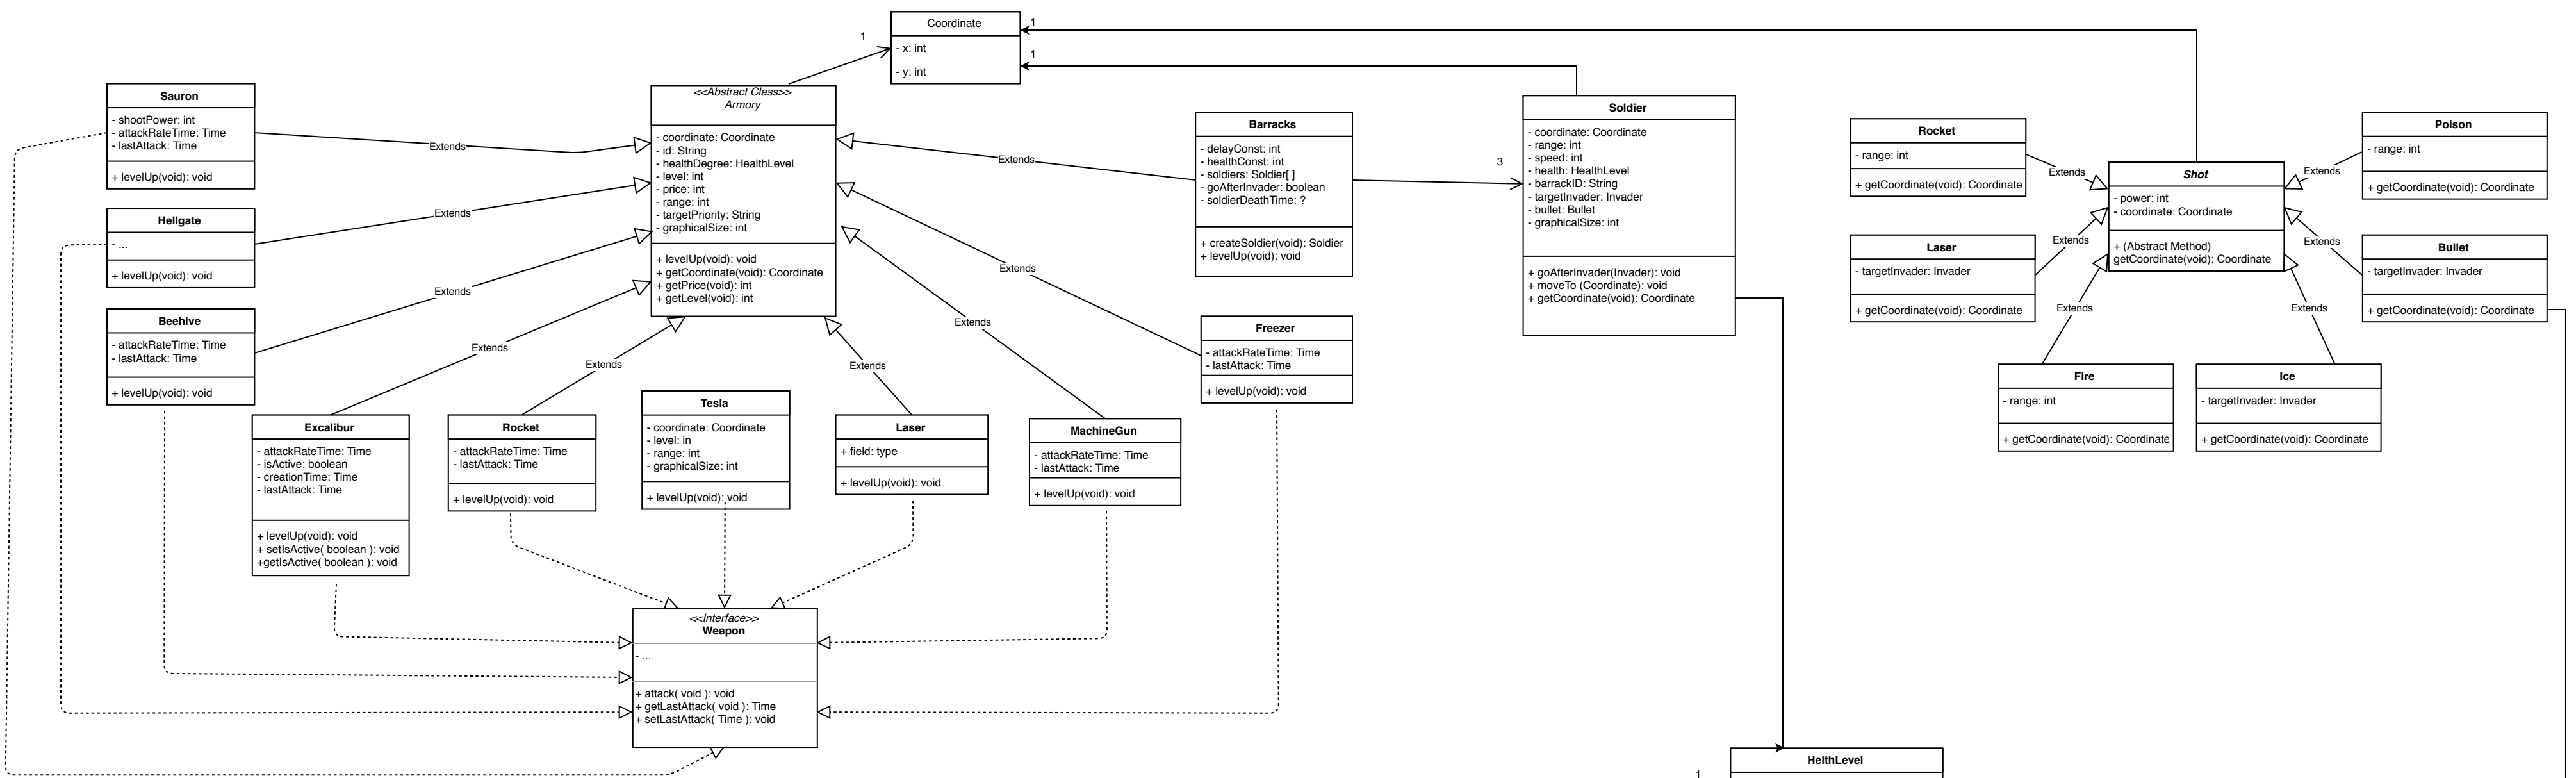 Coordinate
- x: int
- y: int
1
1
1
Sauron
- shootPower: int
- attackRateTime: Time
- lastAttack: Time
+ levelUp(void): void
Extends
Hellgate
- ...
+ levelUp(void): void
Extends
Beehive
- attackRateTime: Time
- lastAttack: Time
+ levelUp(void): void
Extends
<<Abstract Class>>
Armory
- coordinate: Coordinate
- id: String
- healthDegree: HealthLevel
- level: int
- price: int
- range: int
- targetPriority: String
- graphicalSize: int
+ levelUp(void): void
+ getCoordinate(void): Coordinate
+ getPrice(void): int
+ getLevel(void): int
Extends
Barracks
- delayConst: int
- healthConst: int
- soldiers: Soldier[ ]
- goAfterInvader: boolean
- soldierDeathTime: ?
+ createSoldier(void): Soldier
+ levelUp(void): void
3
Soldier
- coordinate: Coordinate
- range: int
- speed: int
- health: HealthLevel
- barrackID: String
- targetInvader: Invader
- bullet: Bullet
- graphicalSize: int
+ goAfterInvader(Invader): void
+ moveTo (Coordinate): void
+ getCoordinate(void): Coordinate
Rocket
- range: int
+ getCoordinate(void): Coordinate
Extends
Laser
- targetInvader: Invader
+ getCoordinate(void): Coordinate
Extends
Shot
- power: int
- coordinate: Coordinate
+ (Abstract Method)
getCoordinate(void): Coordinate
Poison
- range: int
+ getCoordinate(void): Coordinate
Extends
Bullet
- targetInvader: Invader
+ getCoordinate(void): Coordinate
Extends
Extends
Extends
Fire
- range: int
+ getCoordinate(void): Coordinate
Ice
- targetInvader: Invader
+ getCoordinate(void): Coordinate
Extends
Extends
Extends
Extends
Extends
Freezer
- attackRateTime: Time
- lastAttack: Time
+ levelUp(void): void
Excalibur
- attackRateTime: Time
- isActive: boolean
- creationTime: Time
- lastAttack: Time
+ levelUp(void): void
+ setIsActive( boolean ): void
+getIsActive( boolean ): void
Rocket
- attackRateTime: Time
- lastAttack: Time
+ levelUp(void): void
Tesla
- coordinate: Coordinate
- level: in
- range: int
- graphicalSize: int
+ levelUp(void): void
Laser
+ field: type
+ levelUp(void): void
MachineGun
- attackRateTime: Time
- lastAttack: Time
+ levelUp(void): void
<<Interface>>
Weapon
- ...
+ attack( void ): void
+ getLastAttack( void ): Time
+ setLastAttack( Time ): void
HelthLevel
1